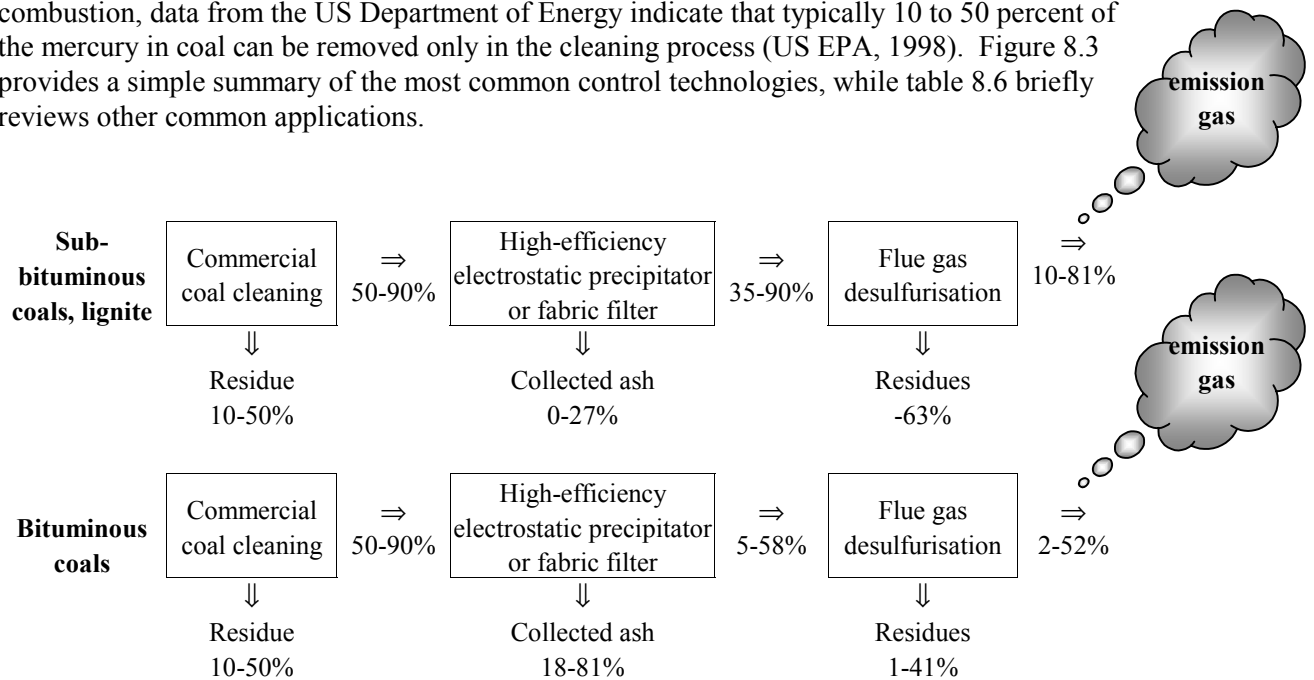 combustion, data from the US Department of Energy indicate that typically 10 to 50 percent of
the mercury in coal can be removed only in the cleaning process (US EPA, 1998). Figure 8.3
provides a simple summary of the most common control technologies, while table 8.6 briefly
reviews other common applications.
emission
gas
Sub-
bituminous
coals, lignite
Commercial
coal cleaning
⇒
50-90%
High-efficiency
electrostatic precipitator
or fabric filter
⇒
35-90%
Flue gas
desulfurisation
⇒
10-81%
⇓
Residue
10-50%
⇓
Collected ash
0-27%
⇓
Residues
-63%
emission
gas
Bituminous
coals
Commercial
coal cleaning
⇒
50-90%
High-efficiency
electrostatic precipitator
or fabric filter
⇒
5-58%
Flue gas
desulfurisation
⇒
2-52%
⇓
Residue
10-50%
⇓
Collected ash
18-81%
⇓
Residues
1-41%